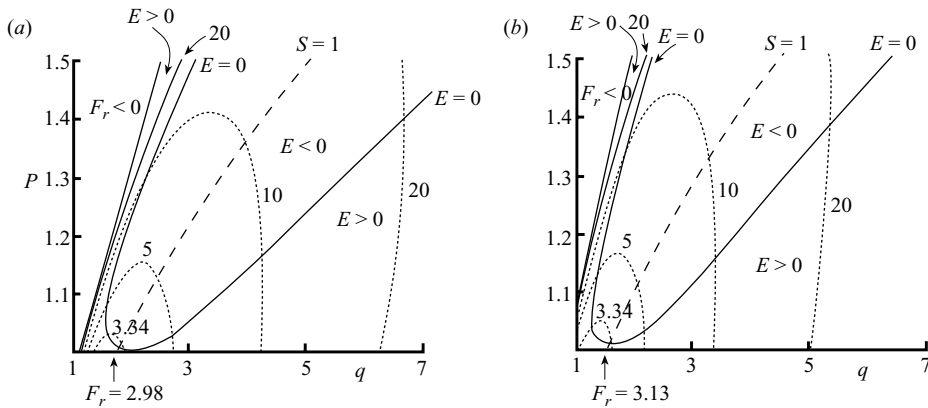 (a)
E > 0
20
E = 0
S = 1
1.5
F_r < 0
E = 0
1.4
E < 0
1.3
P
10
20
1.2
E > 0
5
1.1
3.34
1
3
5
q
7
F_r = 2.98
(b)
E > 0
20
E = 0
S = 1
E = 0
1.5
F_r < 0
1.4
E < 0
1.3
10
20
1.2
5
E > 0
1.1
3.34
1
3
5
q
7
F_r = 3.13